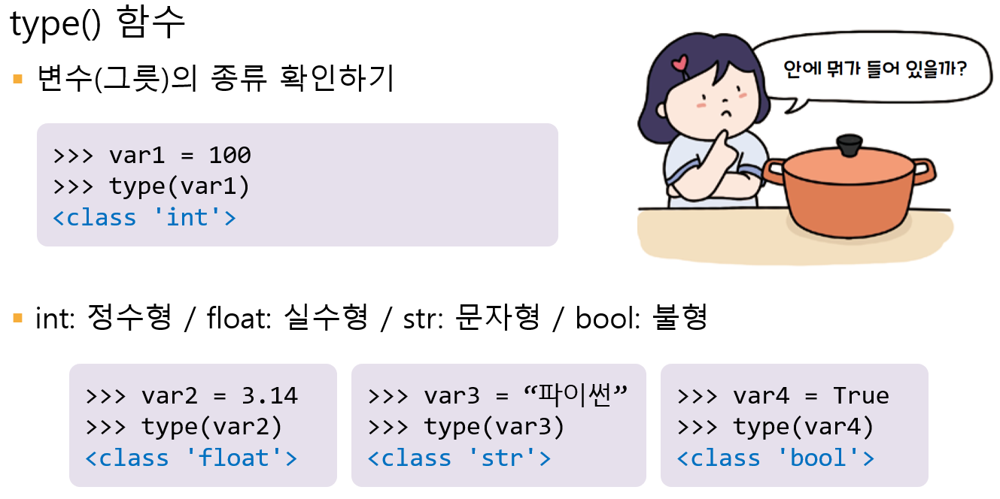 type() 함수
▪ 변수(그릇)의 종류 확인하기
안에 뭐가 들어 있을까?
>>> var1 = 100
>>> type(var1)
<class 'int'>
▪ int: 정수형 / float: 실수형 / str: 문자형 / bool: 불형
>>> var2 = 3.14
>>> type(var2)
<class 'float'>
>>> var3 = “파이썬”
>>> type(var3)
<class 'str'>
>>> var4 = True
>>> type(var4)
<class 'bool'>